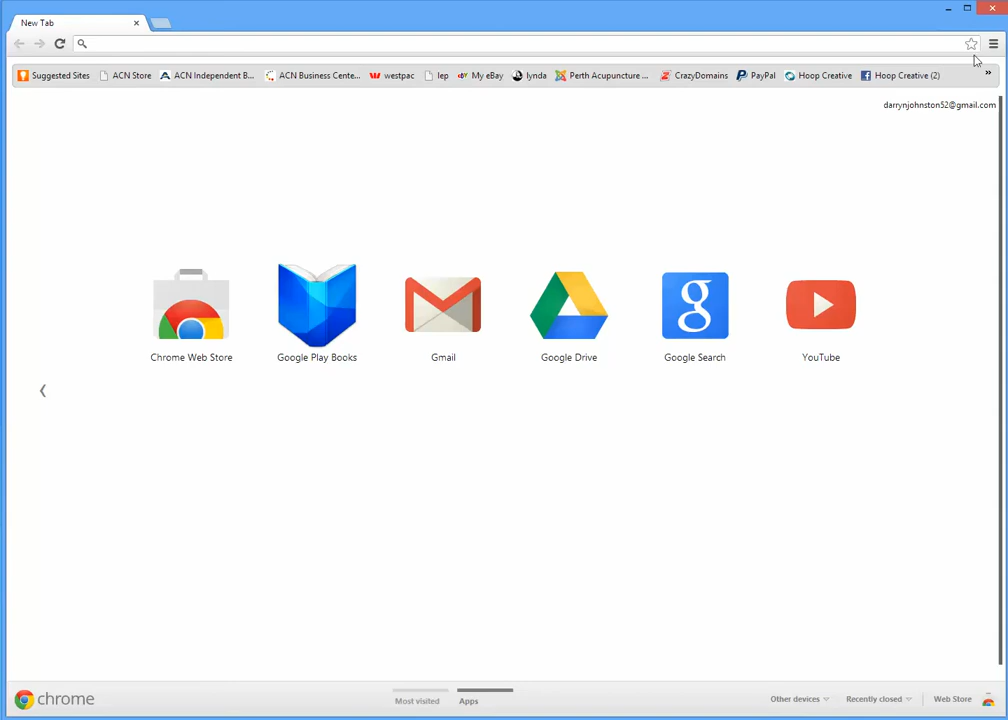 New Tab
Suggested Sites ACN Store ACN Independent B... ACN Business Cente... westpac lep My eBay lynda Perth Acupuncture ... CrazyDomains PayPal Hoop Creative Hoop Creative (2) »
darrynjohnston52@gmail.com
Chrome Web Store Google Play Books Gmail Google Drive Google Search YouTube
chrome Most visited Apps Other devices Recently closed Web Store